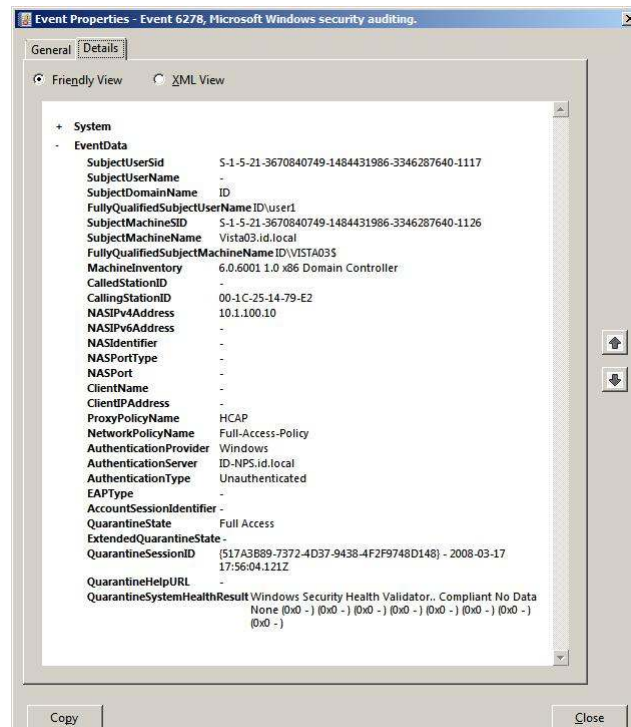 Event Properties - Event 6278, Microsoft Windows security auditing.
General Details
Friendly View XML View
+ System
- EventData
SubjectUserSid S-1-5-21-3670840749-1484431986-3346287640-1117
SubjectUserName -
SubjectDomainName ID
FullyQualifiedSubjectUserName ID\user1
SubjectMachineSID S-1-5-21-3670840749-1484431986-3346287640-1126
SubjectMachineName Vista03.id.local
FullyQualifiedSubjectMachineName ID\VISTA03$
MachineInventory 6.0.6001 1.0 x86 Domain Controller
CalledStationID -
CallingStationID 00-1C-25-14-79-E2
NASIPv4Address 10.1.100.10
NASIPv6Address -
NASIdentifier -
NASPortType -
NASPort -
ClientName -
ClientIPAddress -
ProxyPolicyName HCAP
NetworkPolicyName Full-Access-Policy
AuthenticationProvider Windows
AuthenticationServer ID-NPS.id.local
AuthenticationType Unauthenticated
EAPType -
AccountSessionIdentifier -
QuarantineState Full Access
ExtendedQuarantineState -
QuarantineSessionID {517A3B89-7372-4D37-9438-4F2F9748D148} - 2008-03-17
17:56:04.121Z
QuarantineHelpURL -
QuarantineSystemHealthResult Windows Security Health Validator.. Compliant No Data
None (0x0 - ) (0x0 - ) (0x0 - ) (0x0 - ) (0x0 - ) (0x0 - ) (0x0 - )
(0x0 - )
Copy Close